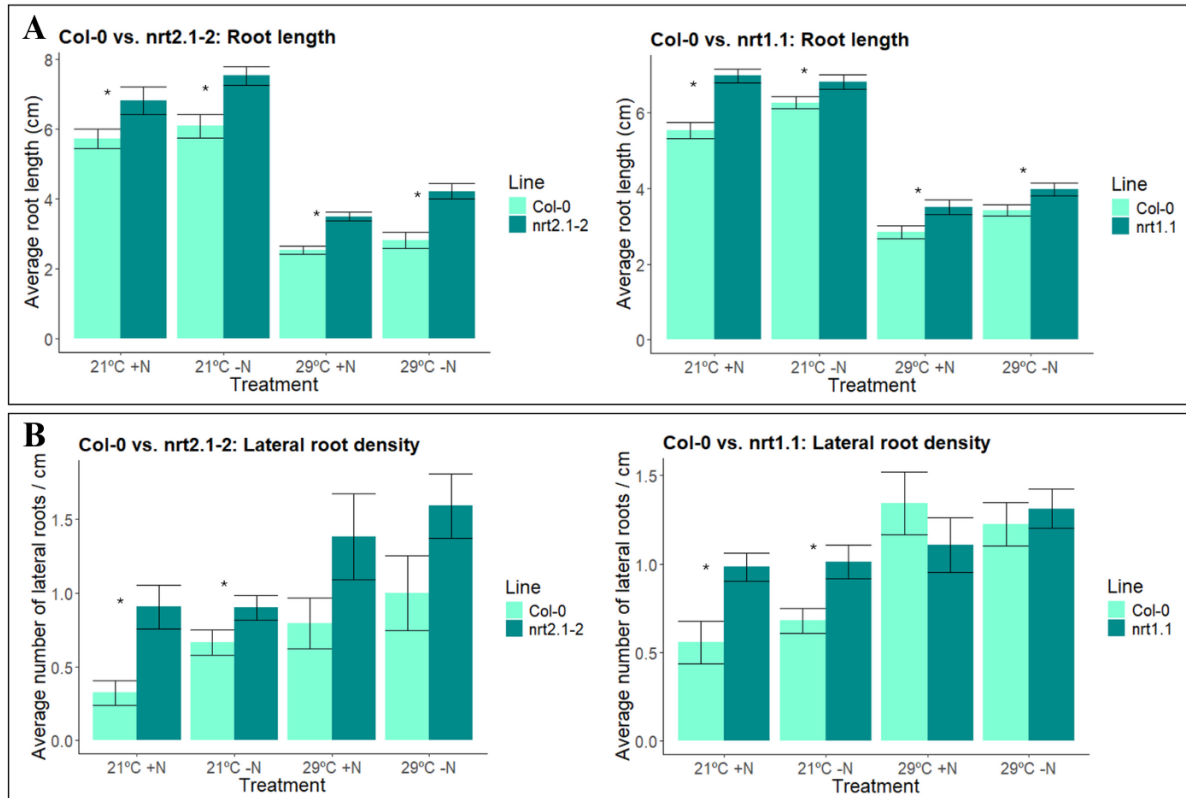 A
Col-0 vs. nrt2.1-2: Root length
Average root length (cm)
8
6
4
2
0
*
*
*
*
21ºC +N
21ºC -N
29ºC +N
29ºC -N
Treatment
Line
Col-0
nrt2.1-2
Col-0 vs. nrt1.1: Root length
Average root length (cm)
6
4
2
0
*
*
*
*
21ºC +N
21ºC -N
29ºC +N
29ºC -N
Treatment
Line
Col-0
nrt1.1
B
Col-0 vs. nrt2.1-2: Lateral root density
Average number of lateral roots / cm
1.5
1.0
0.5
0.0
*
*
21ºC +N
21ºC -N
29ºC +N
29ºC -N
Treatment
Line
Col-0
nrt2.1-2
Col-0 vs. nrt1.1: Lateral root density
Average number of lateral roots / cm
1.5
1.0
0.5
0.0
*
*
21ºC +N
21ºC -N
29ºC +N
29ºC -N
Treatment
Line
Col-0
nrt1.1